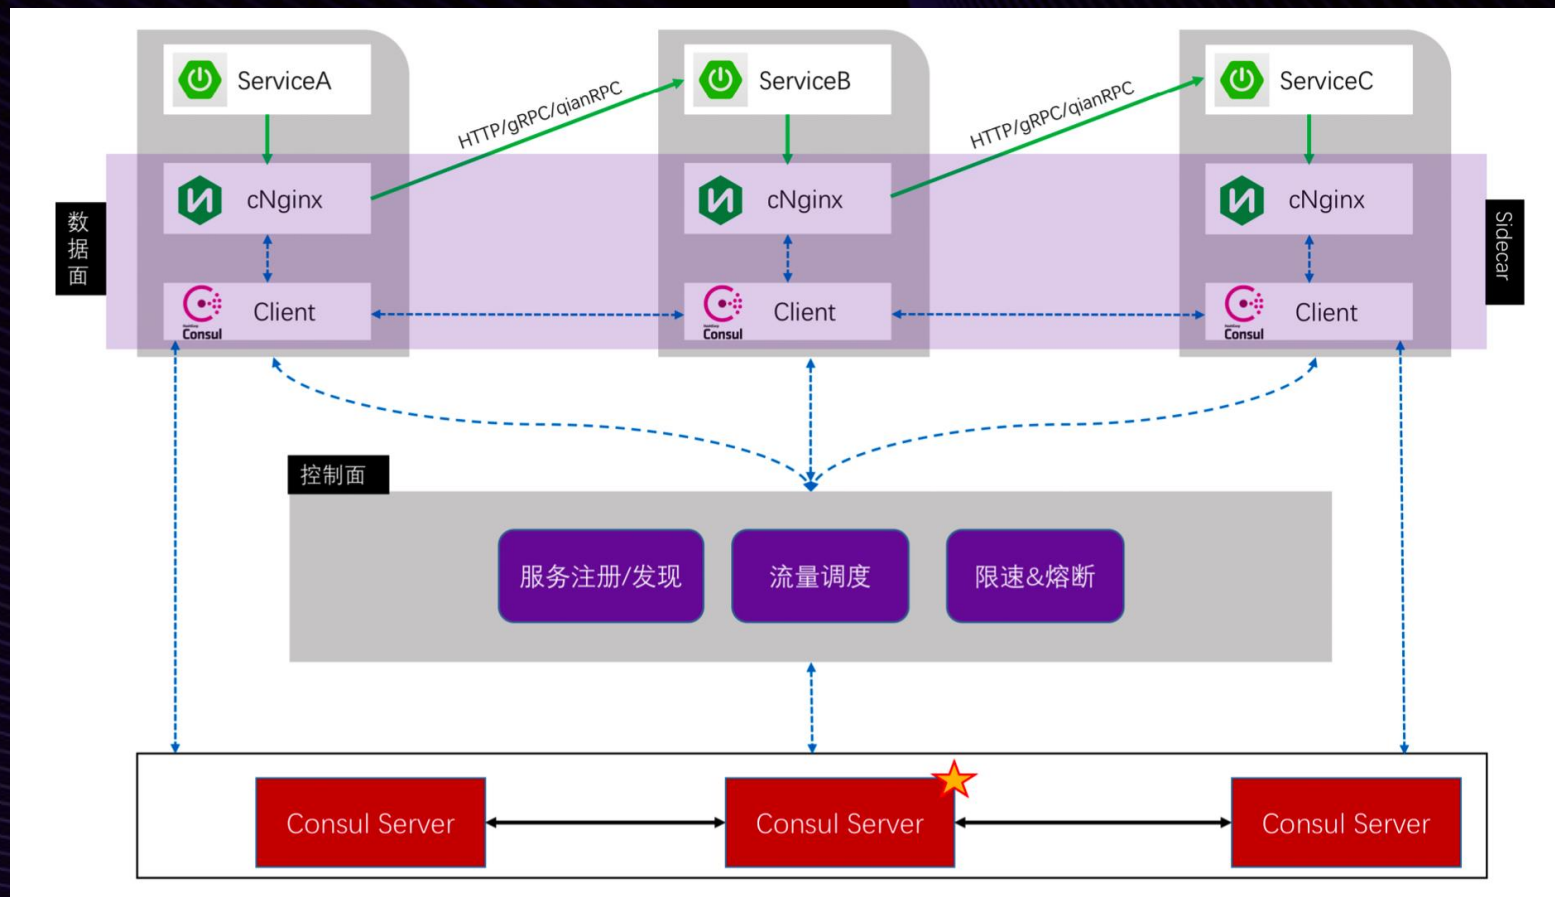 ServiceA
ServiceB
ServiceC
HTTP/gRPC/qianRPC
HTTP/gRPC/qianRPC
cNginx
cNginx
cNginx
数据面
Sidecar
Client
Client
Client
Consul
Consul
Consul
控制面
服务注册/发现
流量调度
限速&熔断
Consul Server
Consul Server
Consul Server